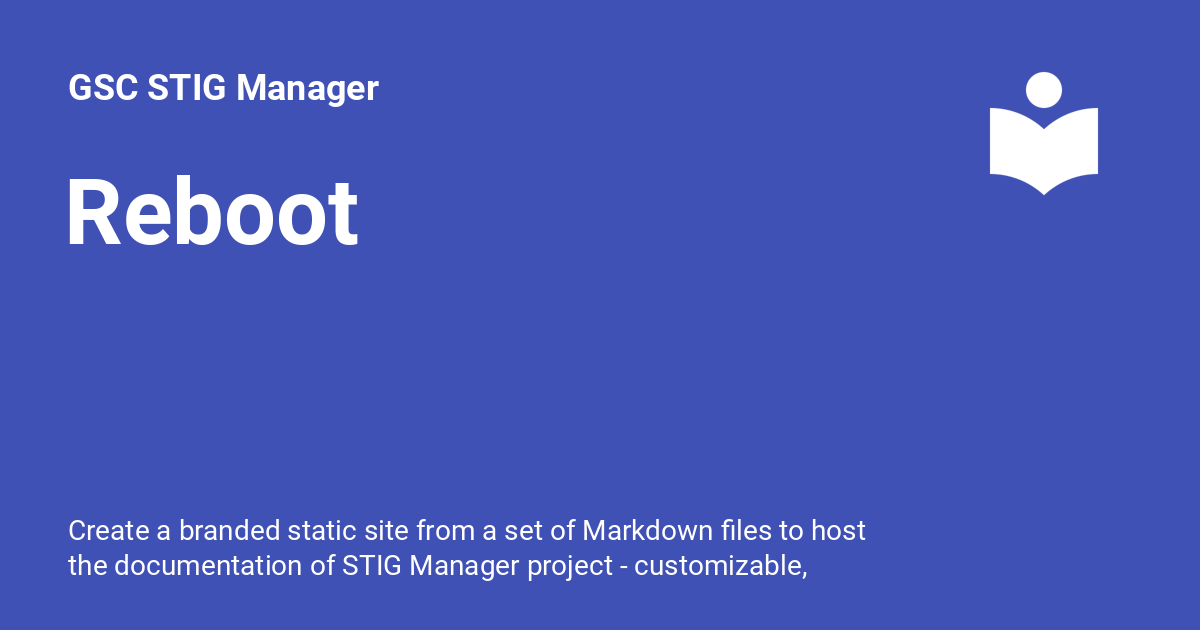 GSC STIG Manager
Reboot
Create a branded static site from a set of Markdown files to host
the documentation of STIG Manager project - customizable,